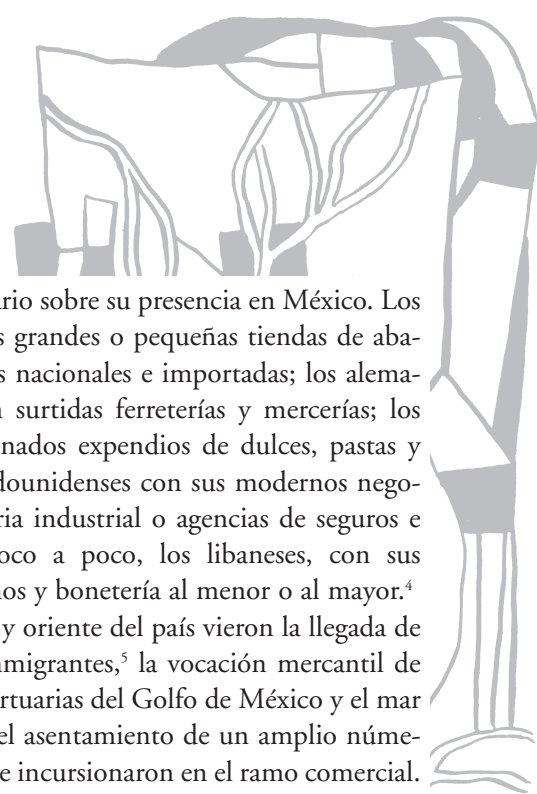 ario sobre su presencia en México. Los
s grandes o pequeñas tiendas de aba-
s nacionales e importadas; los alema-
n surtidas ferreterías y mercerías; los
nados expendios de dulces, pastas y
dounidenses con sus modernos nego-
ria industrial o agencias de seguros e
oco a poco, los libaneses, con sus
nos y bonetería al menor o al mayor.⁴
y oriente del país vieron la llegada de
nmigrantes,⁵ la vocación mercantil de
ortuarias del Golfo de México y el mar
el asentamiento de un amplio núme-
e incursionaron en el ramo comercial.